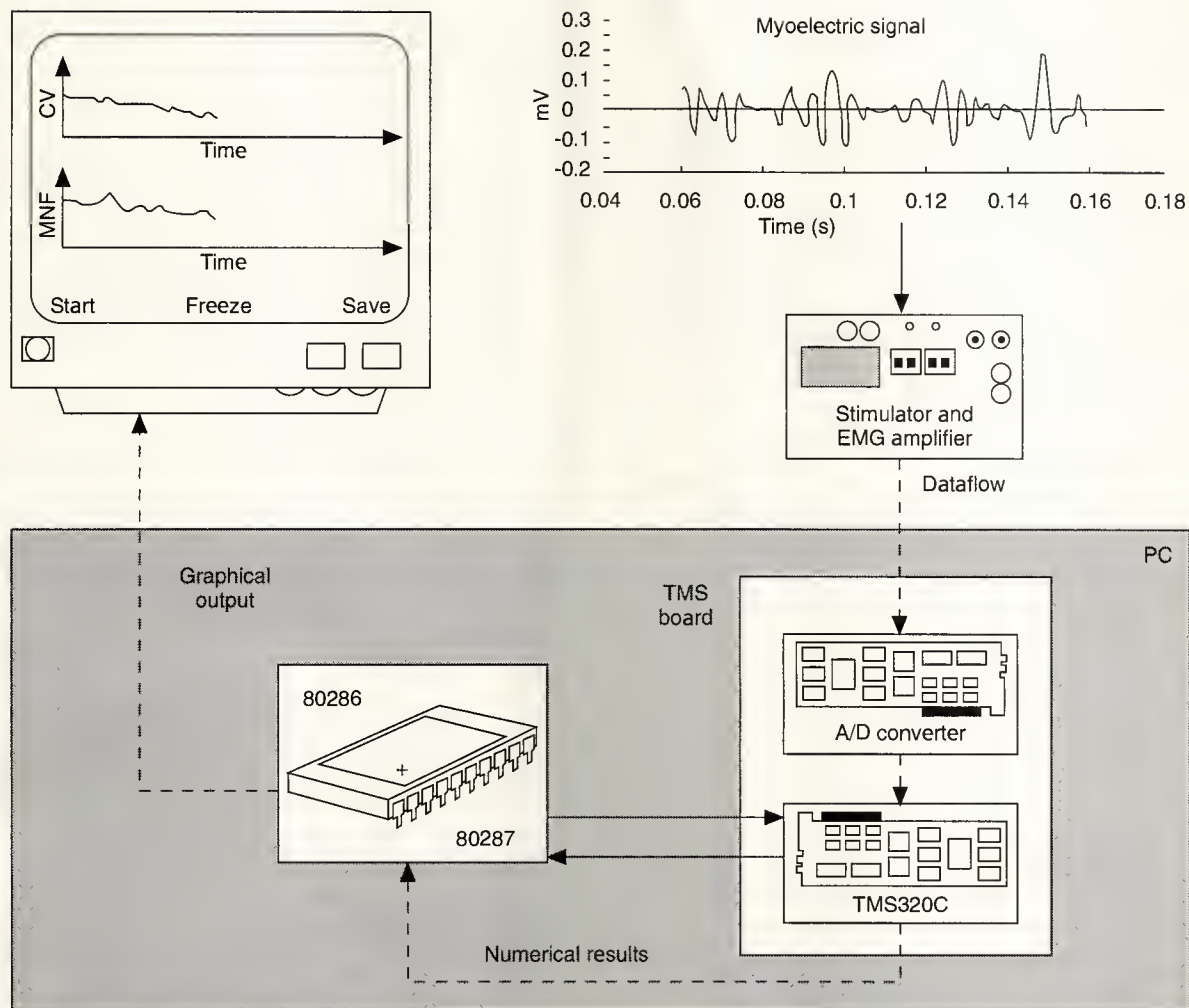 CV
Time
MNF
Time
Start Freeze Save
Myoelectric signal
mV
0.3
0.2
0.1
0
-0.1
-0.2
0.04 0.06 0.08 0.1 0.12 0.14 0.16 0.18
Time (s)
Stimulator and
EMG amplifier
Dataflow
PC
Graphical
output
TMS
board
80286
80287
A/D converter
TMS320C
Numerical results